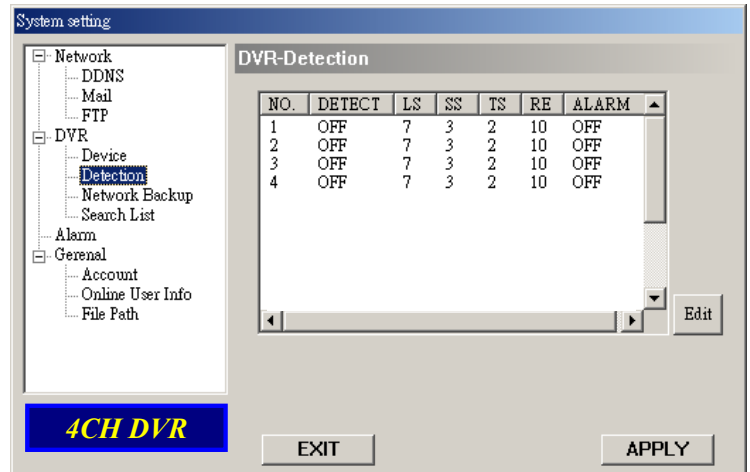 System setting
Network
DDNS
Mail
FTP
DVR
Device
Detection
Network Backup
Search List
Alarm
Gerenal
Account
Online User Info
File Path
4CH DVR
DVR-Detection
NO. DETECT LS SS TS RE ALARM
1 OFF 7 3 2 10 OFF
2 OFF 7 3 2 10 OFF
3 OFF 7 3 2 10 OFF
4 OFF 7 3 2 10 OFF
Edit
EXIT APPLY